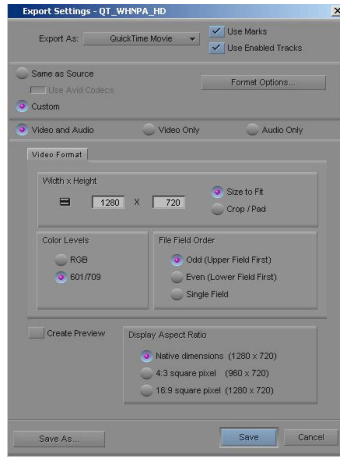 Export Settings - QT_WHNPA_HD
Export As: QuickTime Movie
Use Marks
Use Enabled Tracks
Same as Source
Use Avid Codecs
Custom
Format Options...
Video and Audio Video Only Audio Only
Video Format
Width x Height
1280 X 720
Size to Fit
Crop / Pad
Color Levels
RGB
601/709
File Field Order
Odd (Upper Field First)
Even (Lower Field First)
Single Field
Create Preview
Display Aspect Ratio
Native dimensions (1280 x 720)
4:3 square pixel (960 x 720)
16:9 square pixel (1280 x 720)
Save As... Save Cancel